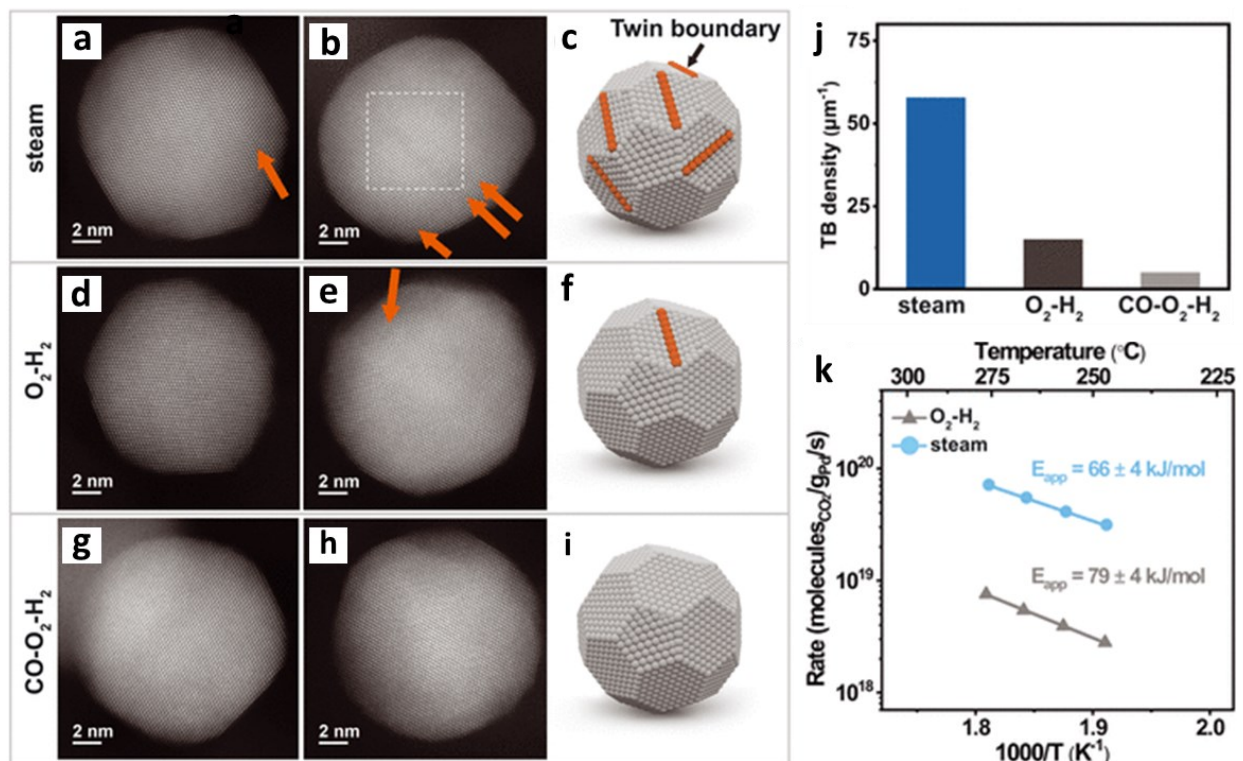 a
a
steam
2 nm
b
2 nm
c
Twin boundary
d
O₂-H₂
2 nm
e
2 nm
f
g
CO-O₂-H₂
2 nm
h
2 nm
i
j
TB density (μm⁻¹)
75
50
25
0
steam
O₂-H₂
CO-O₂-H₂
k
Temperature (°C)
300
275
250
225
O₂-H₂
steam
E_app = 66 ± 4 kJ/mol
E_app = 79 ± 4 kJ/mol
Rate (molecules_CO₂/g_Pd/s)
10²⁰
10¹⁹
10¹⁸
1.8
1.9
2.0
1000/T (K⁻¹)